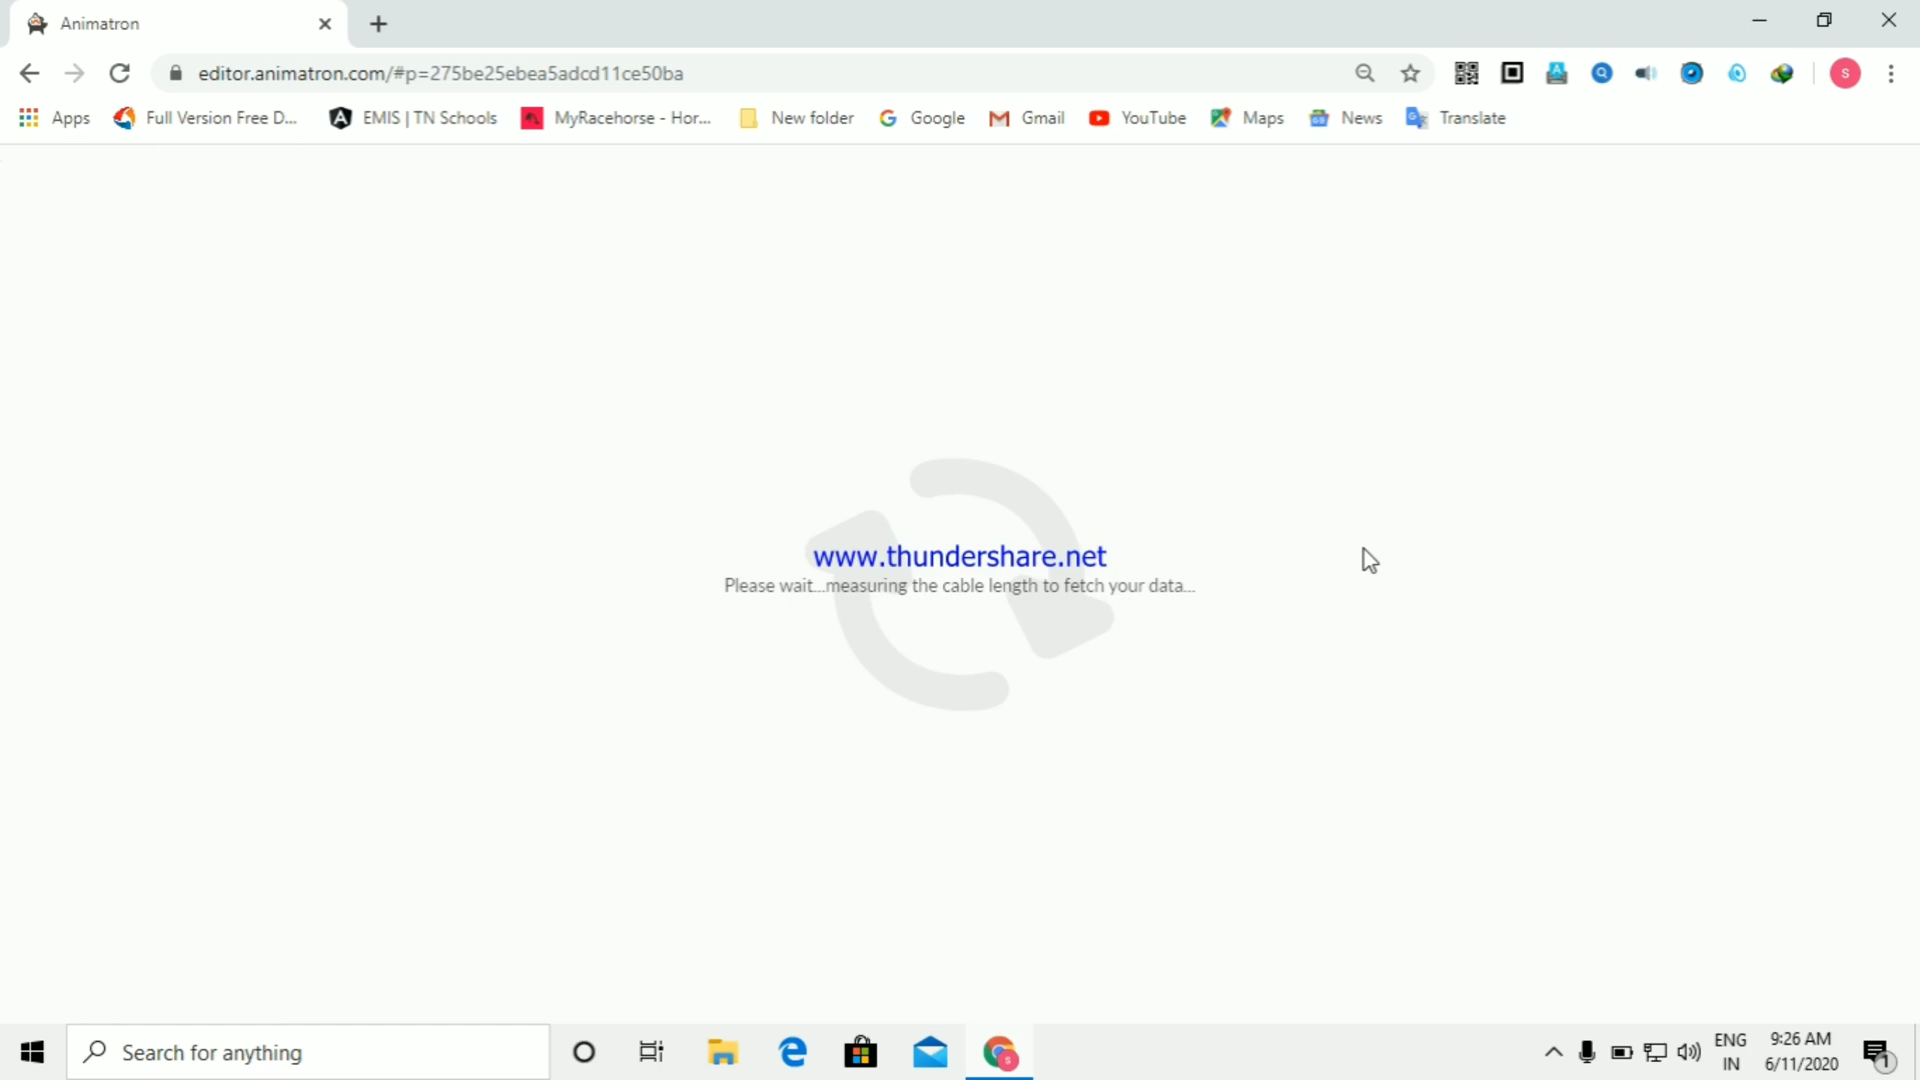 Animatron
editor.animatron.com/#p=275be25ebea5adcd11ce50ba
S
Apps
Full Version Free D...
EMIS | TN Schools
MyRacehorse - Hor...
New folder
Google
Gmail
YouTube
Maps
News
Translate
www.thundershare.net
Please wait...measuring the cable length to fetch your data...
Search for anything
ENG
IN
9:26 AM
6/11/2020
1